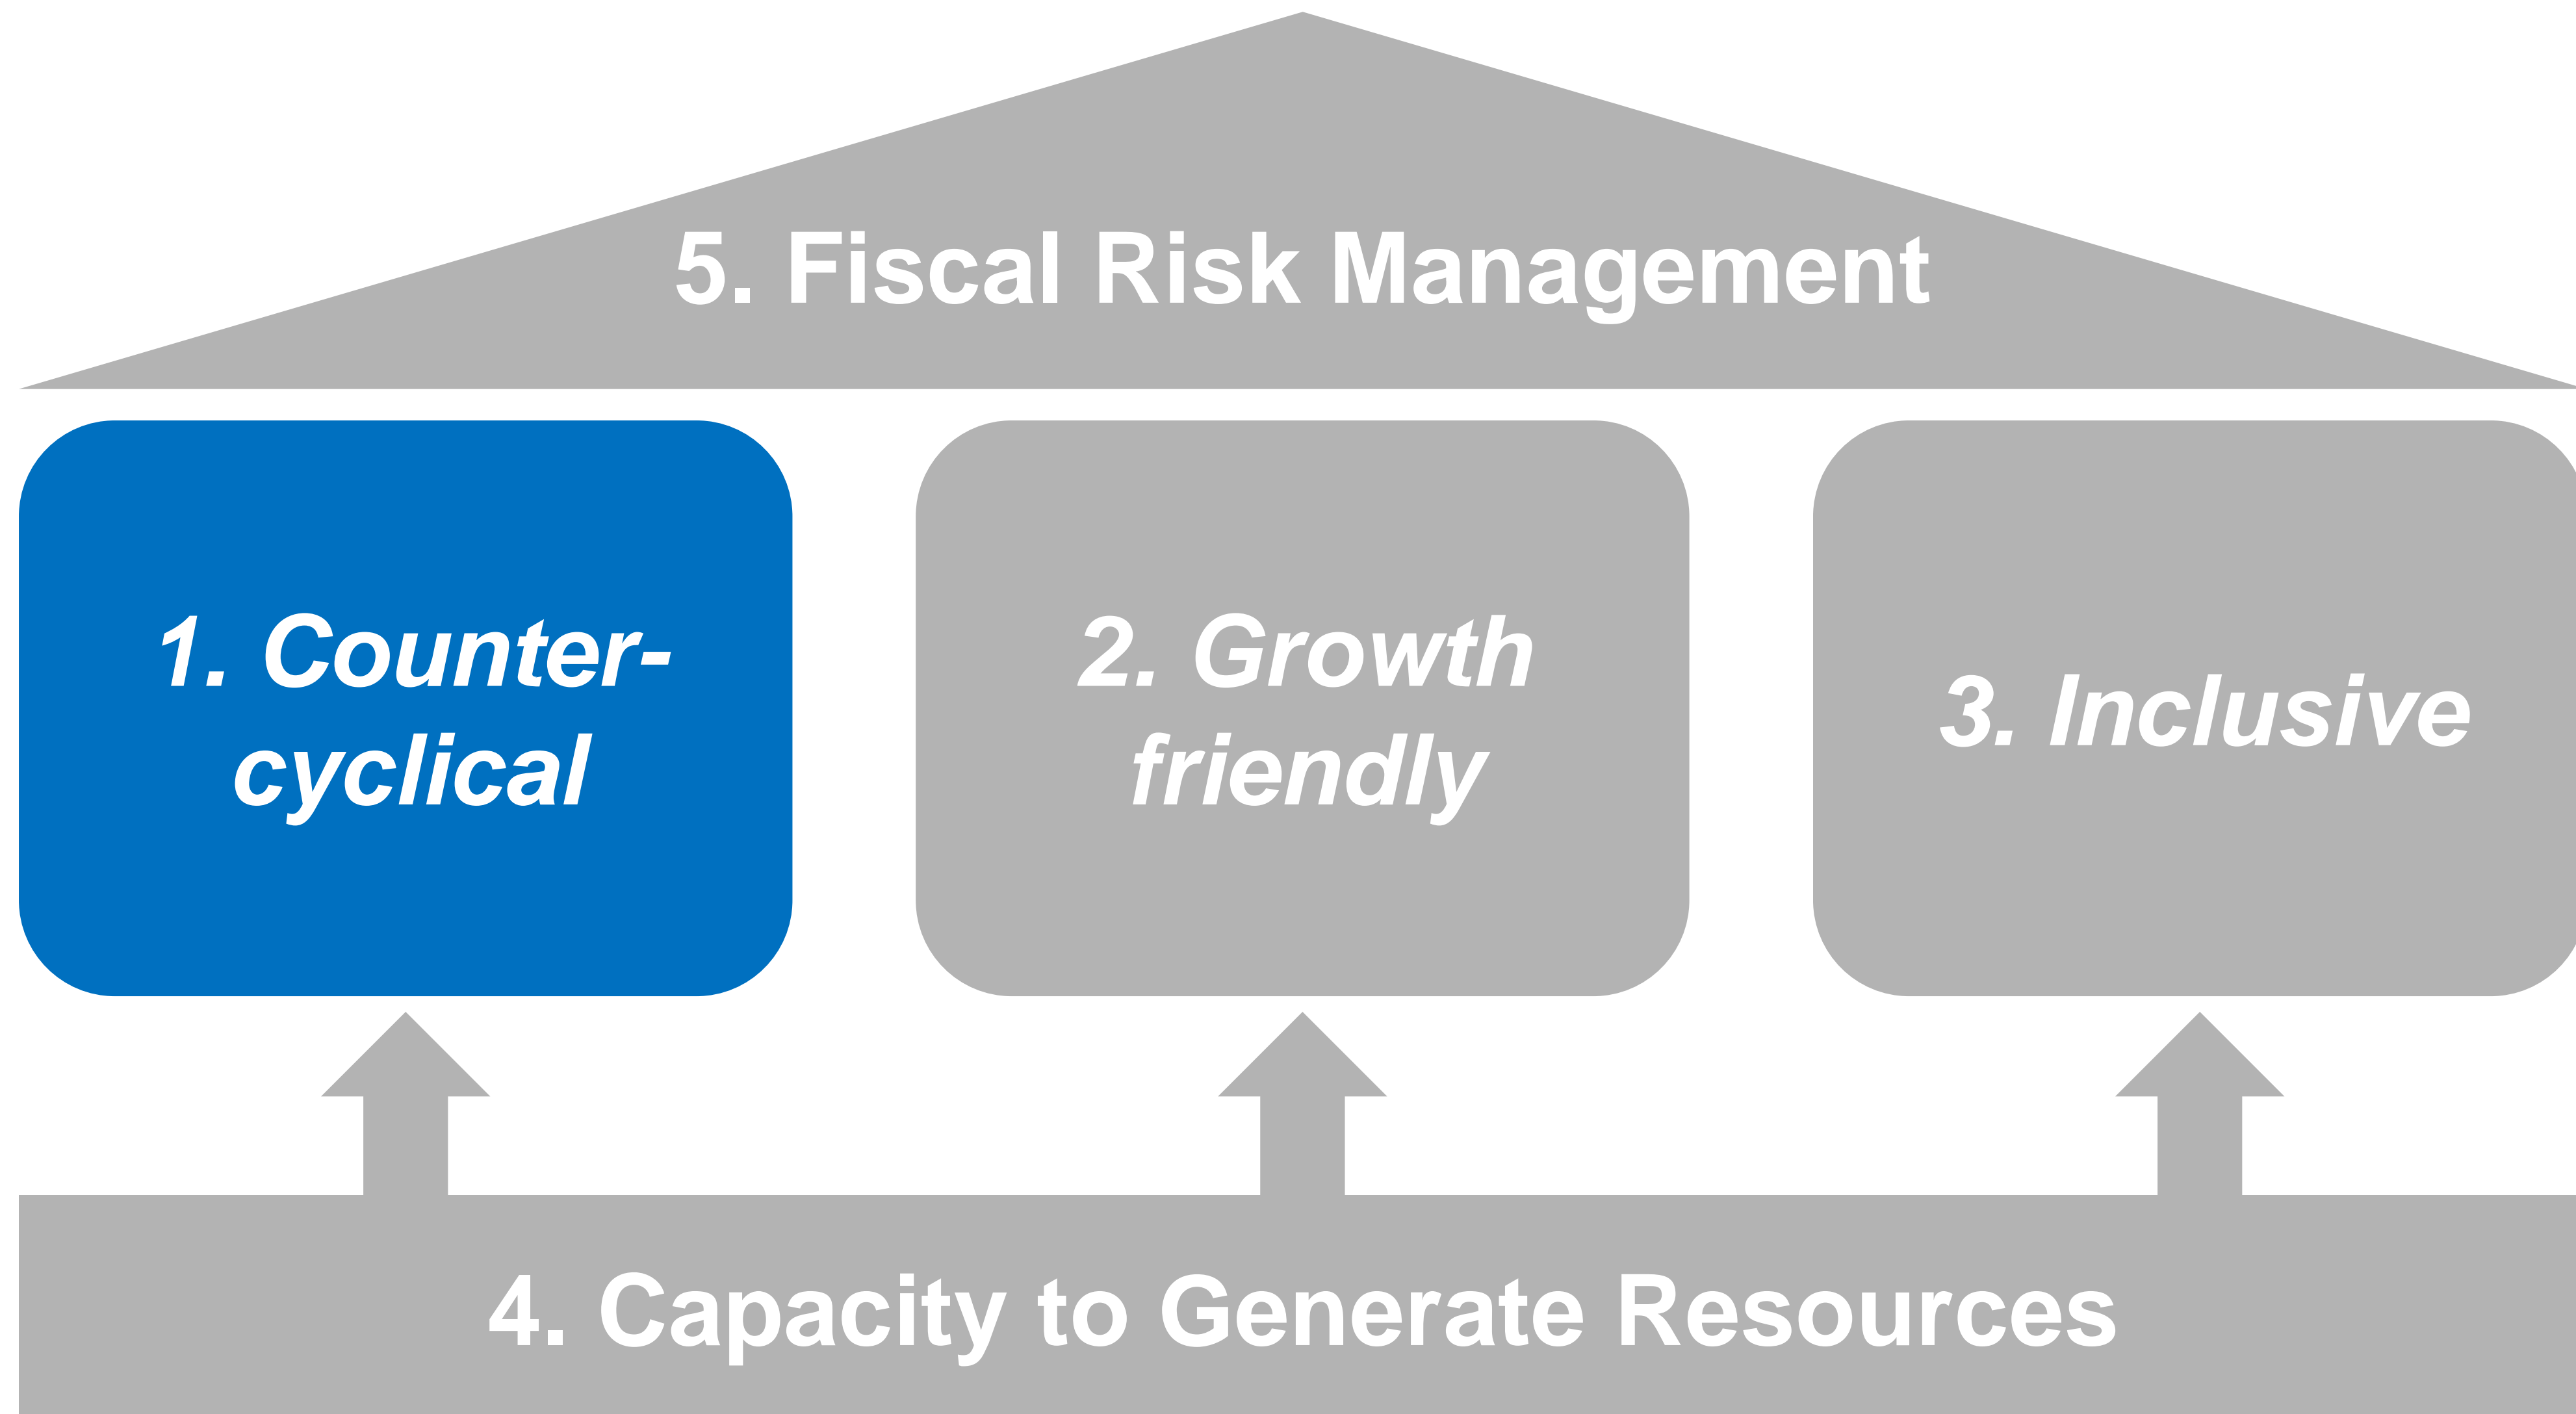 5. Fiscal Risk Management
1. Counter-
cyclical
2. Growth
friendly
3. Inclusive
4. Capacity to Generate Resources